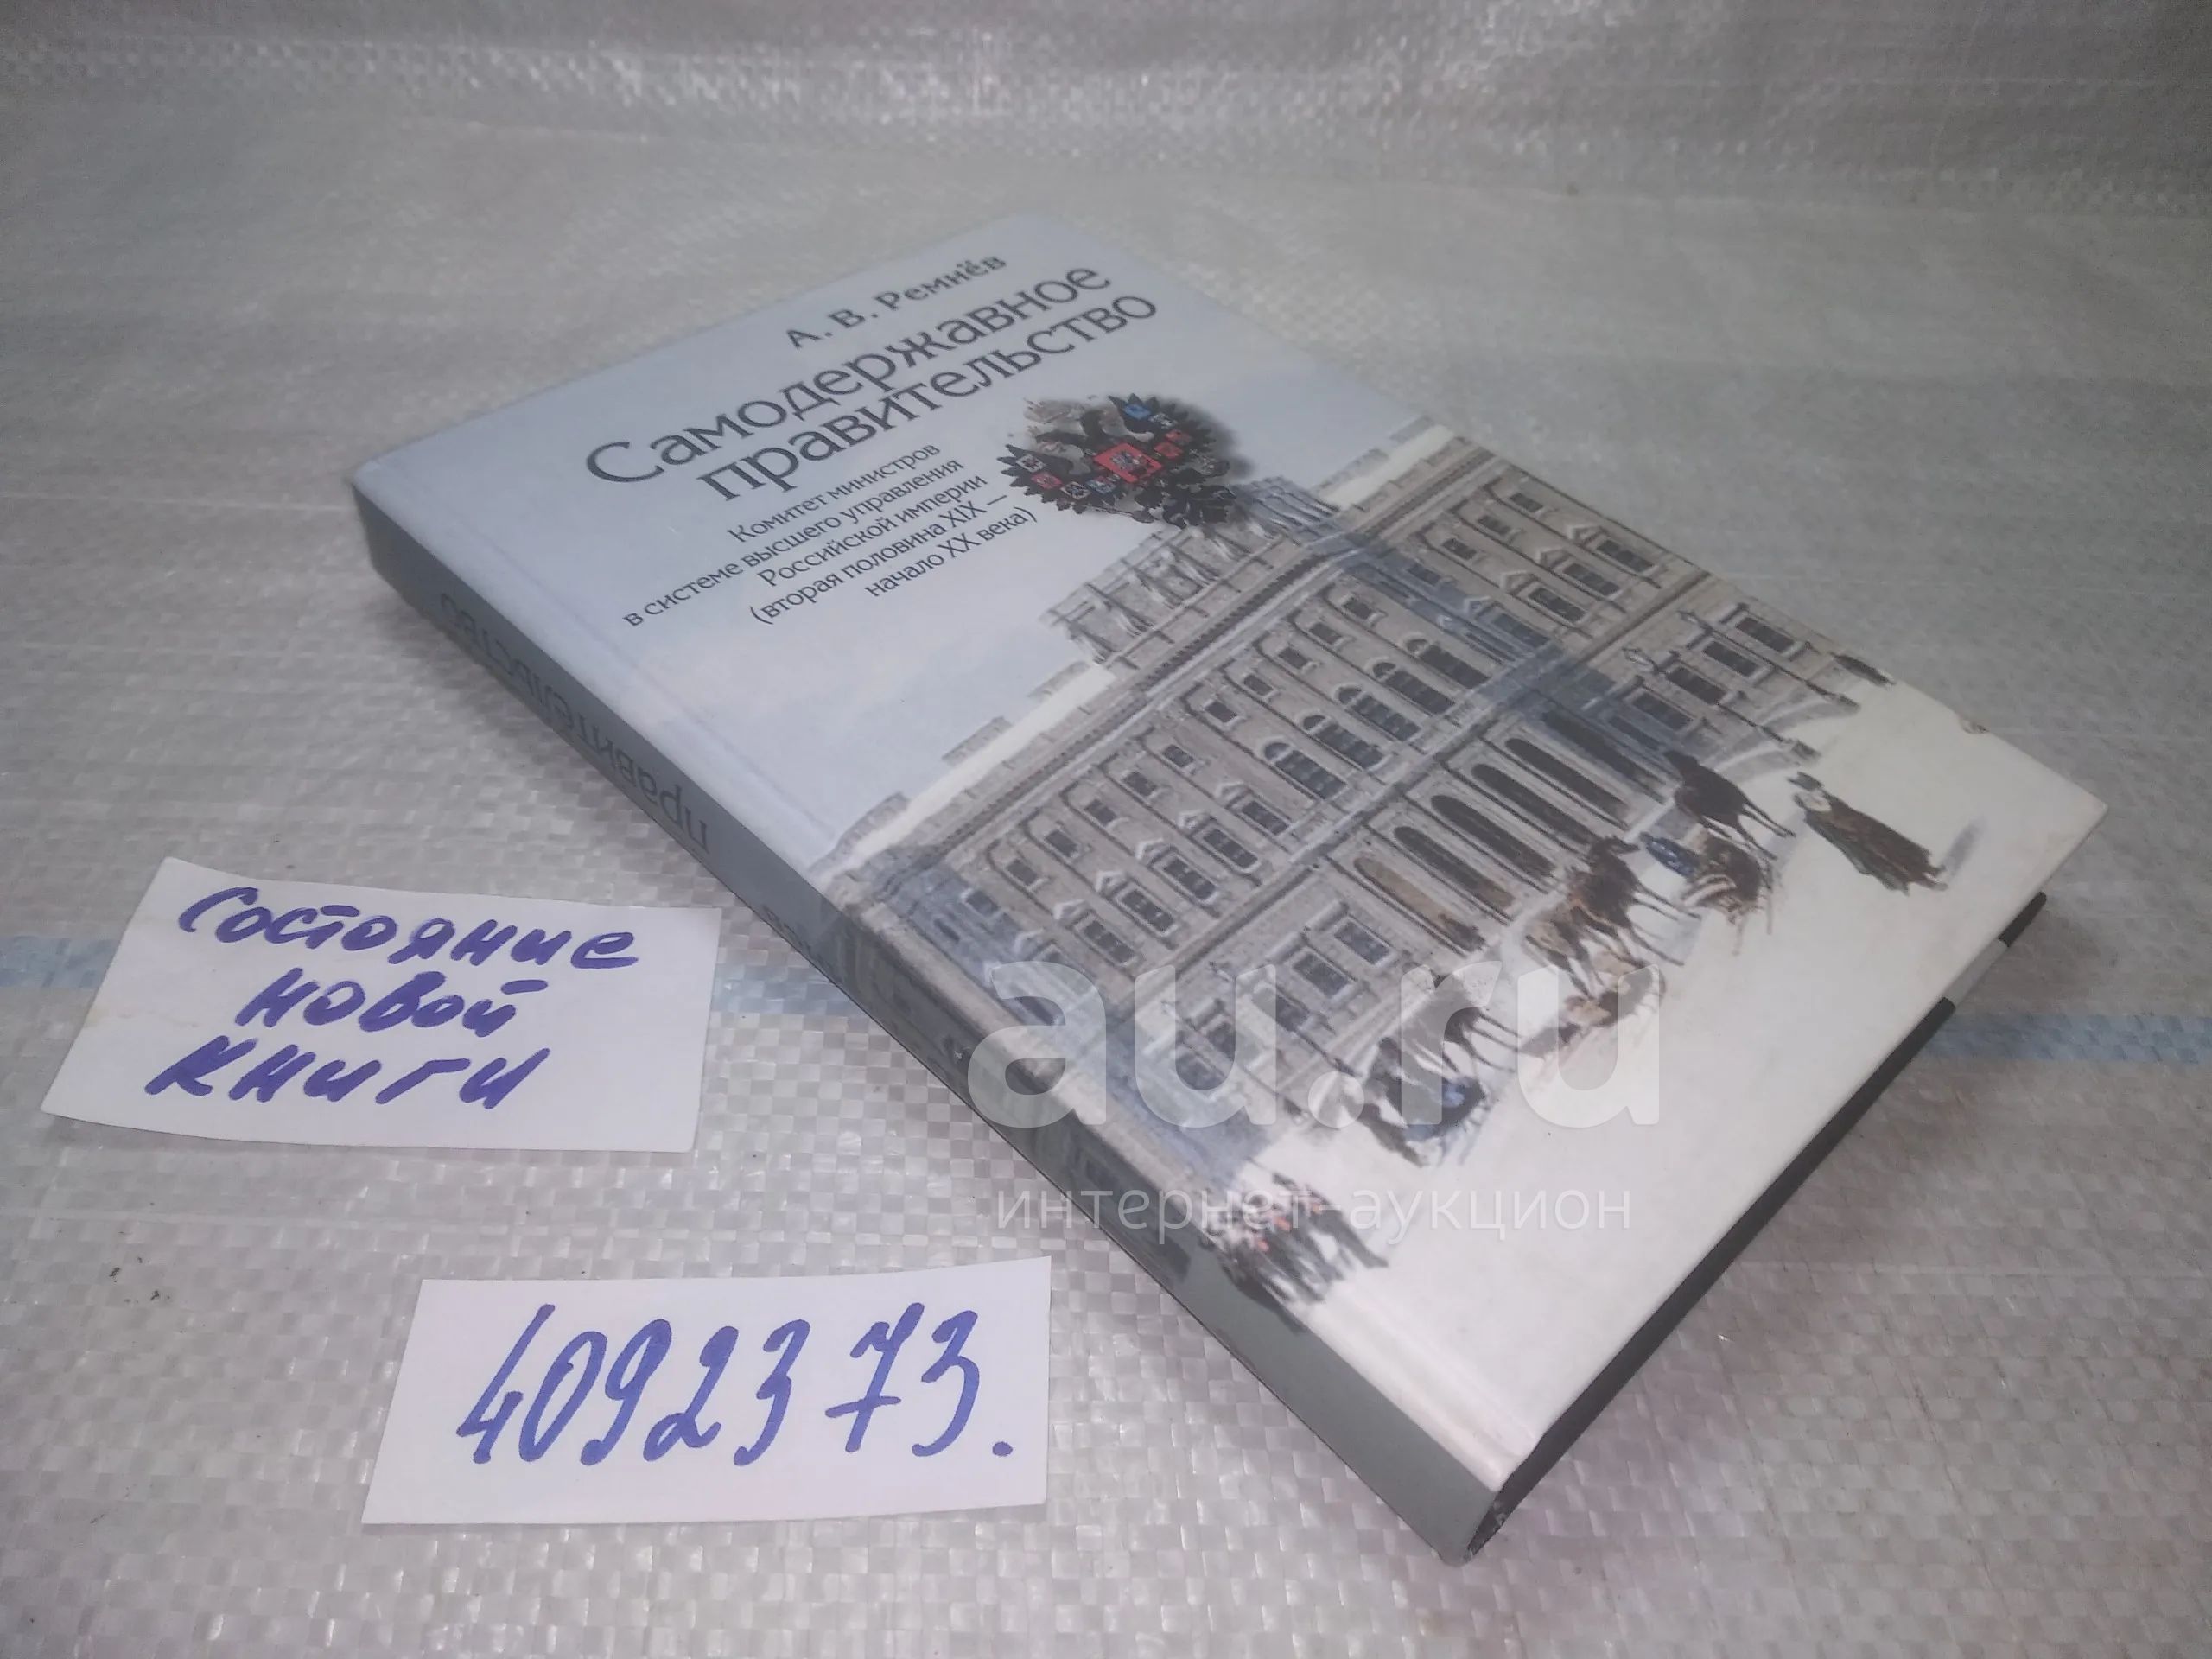 А. В. Ремнёв
Самодержавное
правительство
Комитет министров
в системе высшего управления
Российской империи
(вторая половина XIX —
начало XX века)
правительство
Состояние
новой
книги
4092373.
au.ru
интернет-аукцион